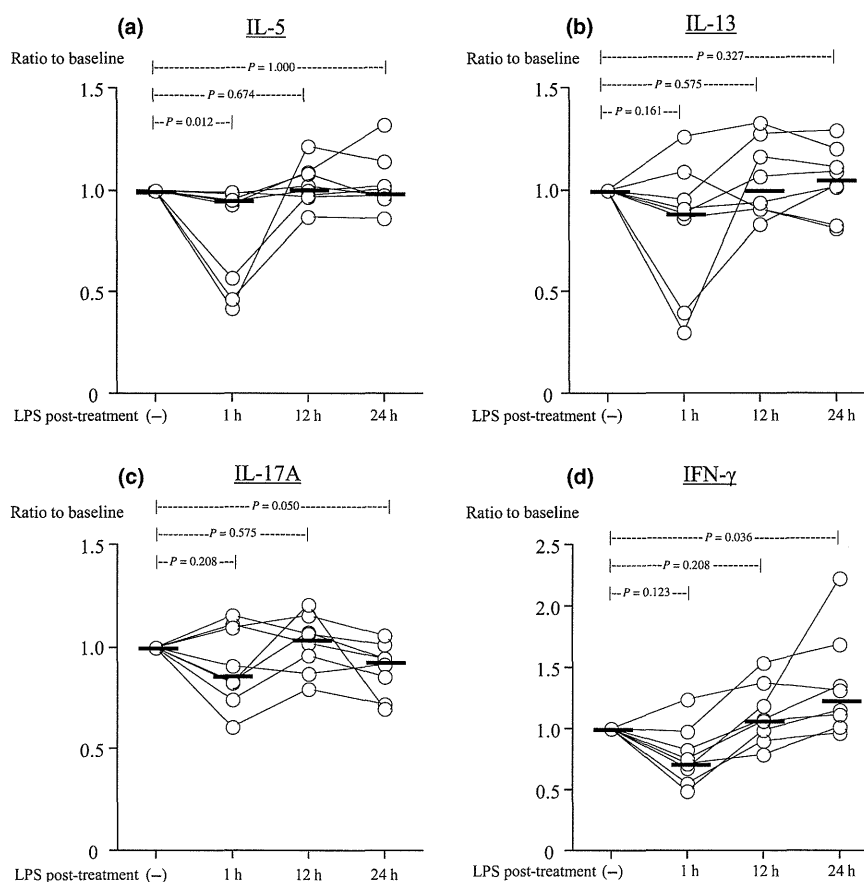 (a)
IL-5
Ratio to baseline
P = 1.000
P = 0.674
P = 0.012
1.5
1.0
0.5
0
LPS post-treatment (–) 1 h 12 h 24 h
(b)
IL-13
Ratio to baseline
P = 0.327
P = 0.575
P = 0.161
1.5
1.0
0.5
0
LPS post-treatment (–) 1 h 12 h 24 h
(c)
IL-17A
Ratio to baseline
P = 0.050
P = 0.575
P = 0.208
1.5
1.0
0.5
0
LPS post-treatment (–) 1 h 12 h 24 h
(d)
IFN-γ
Ratio to baseline
P = 0.036
P = 0.208
P = 0.123
2.5
2.0
1.5
1.0
0.5
0
LPS post-treatment (–) 1 h 12 h 24 h